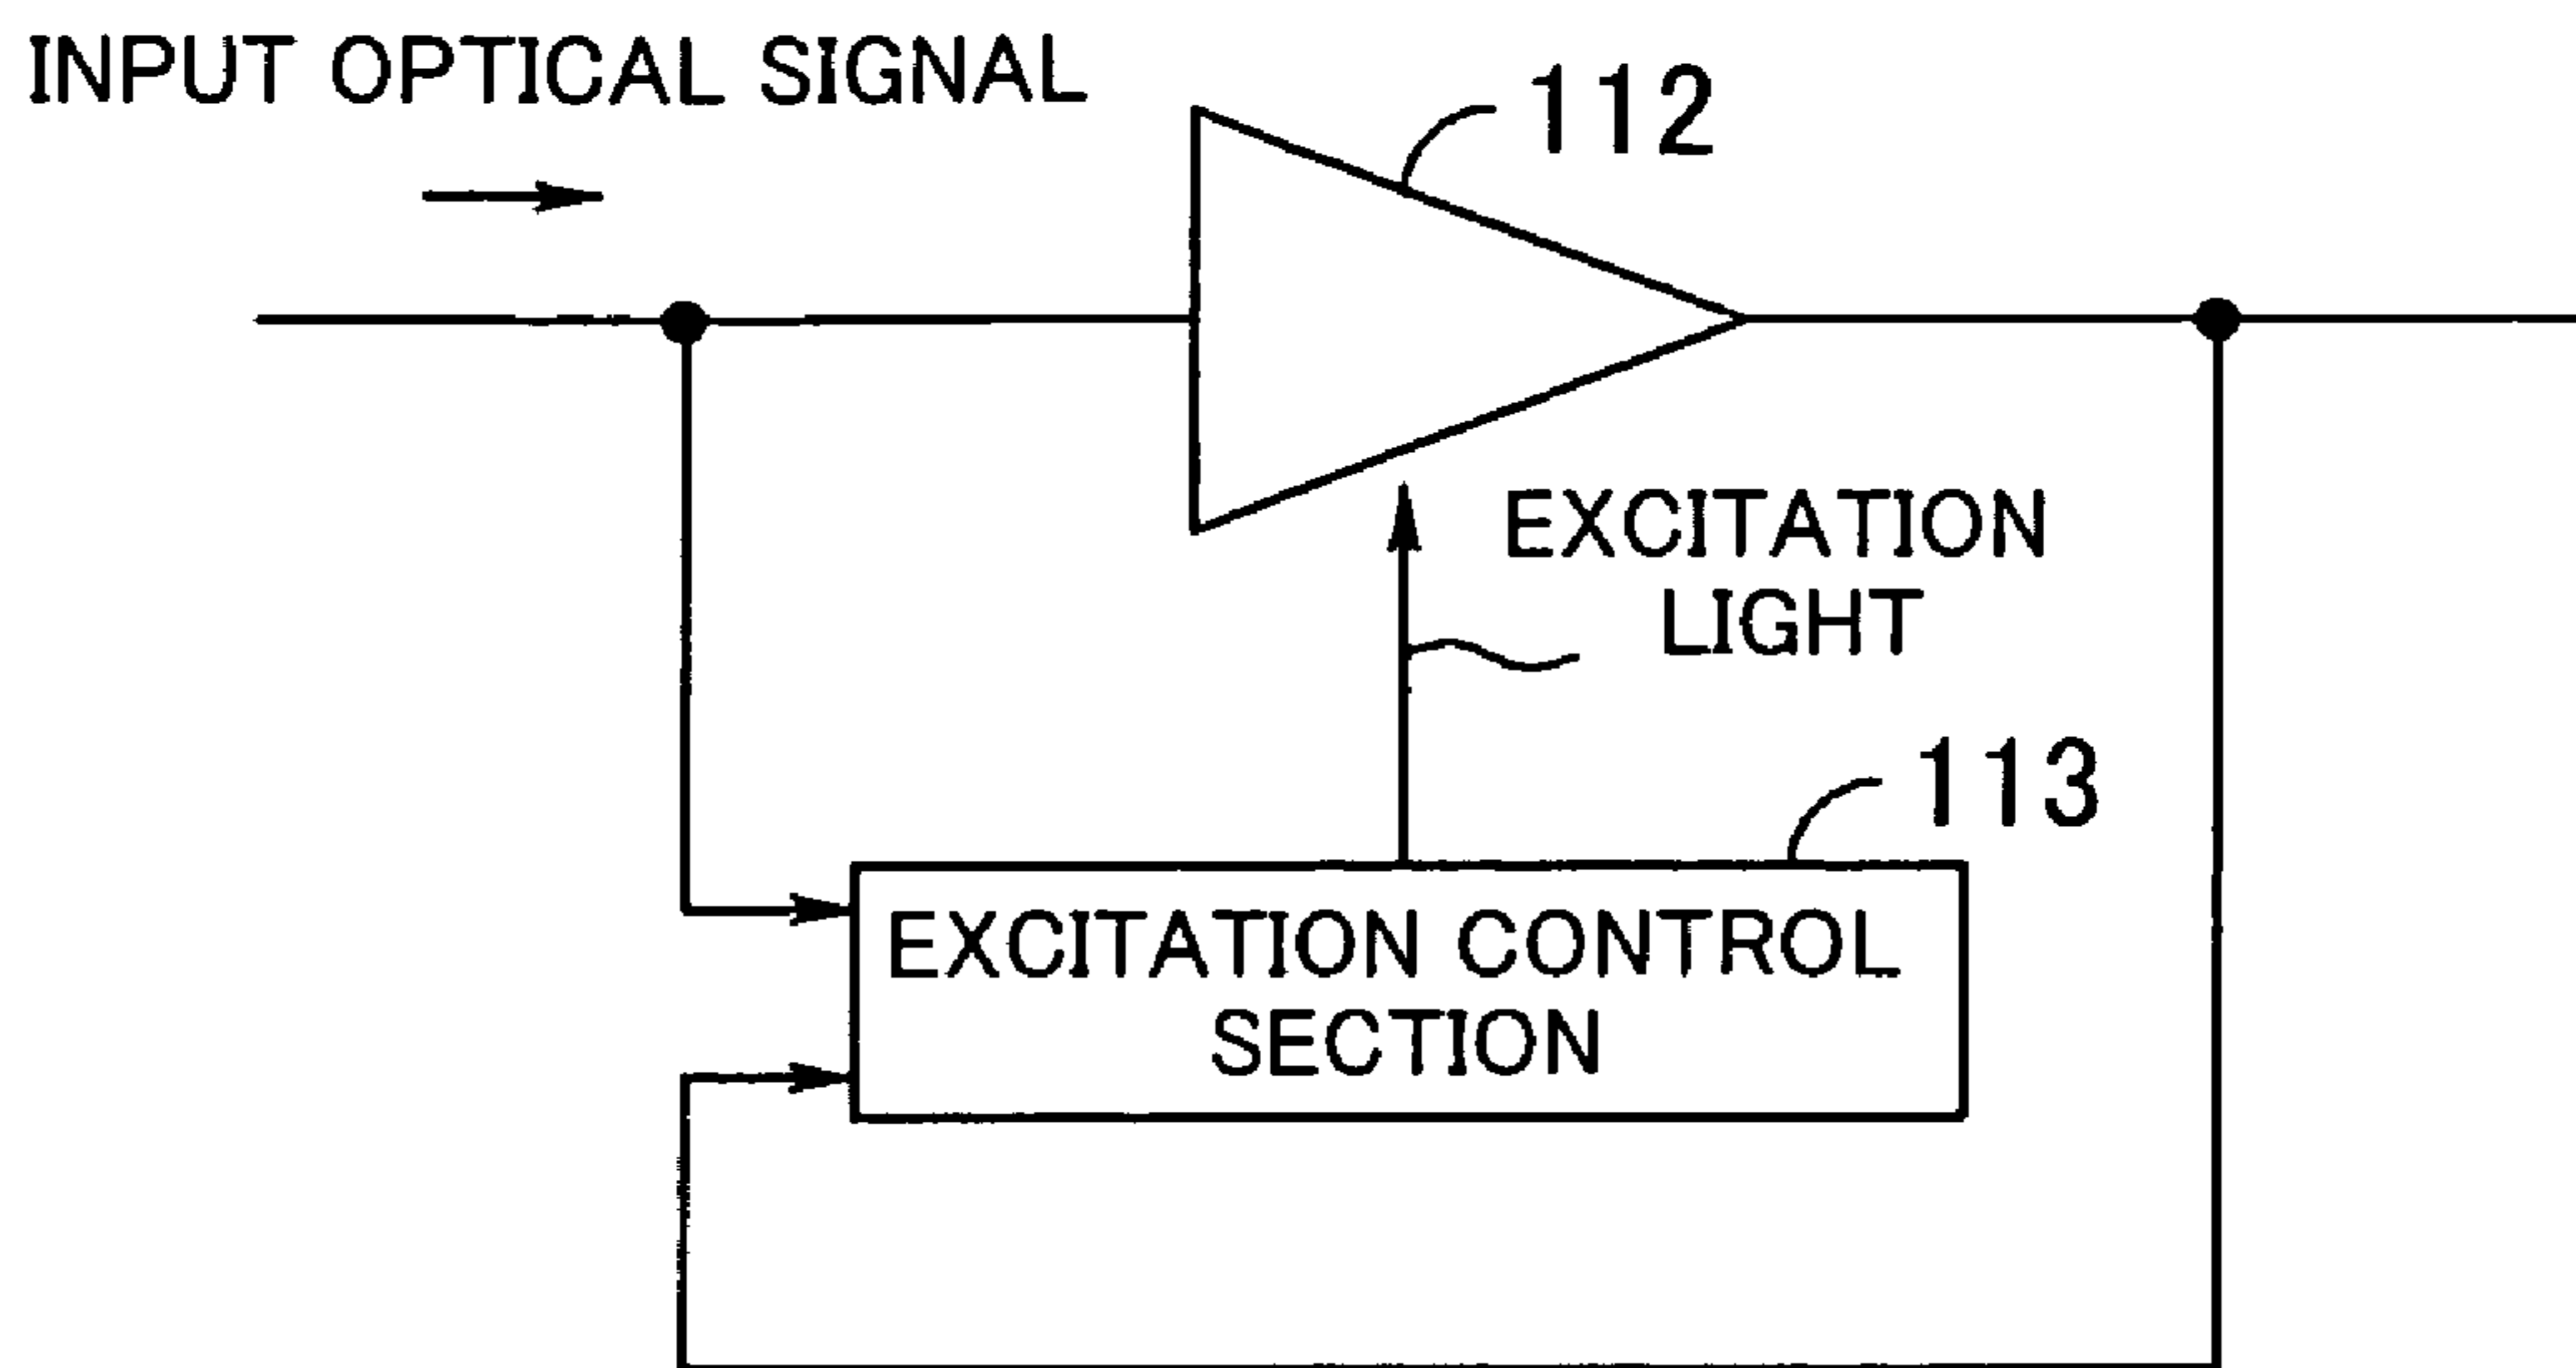 INPUT OPTICAL SIGNAL
112
EXCITATION
LIGHT
113
EXCITATION CONTROL
SECTION